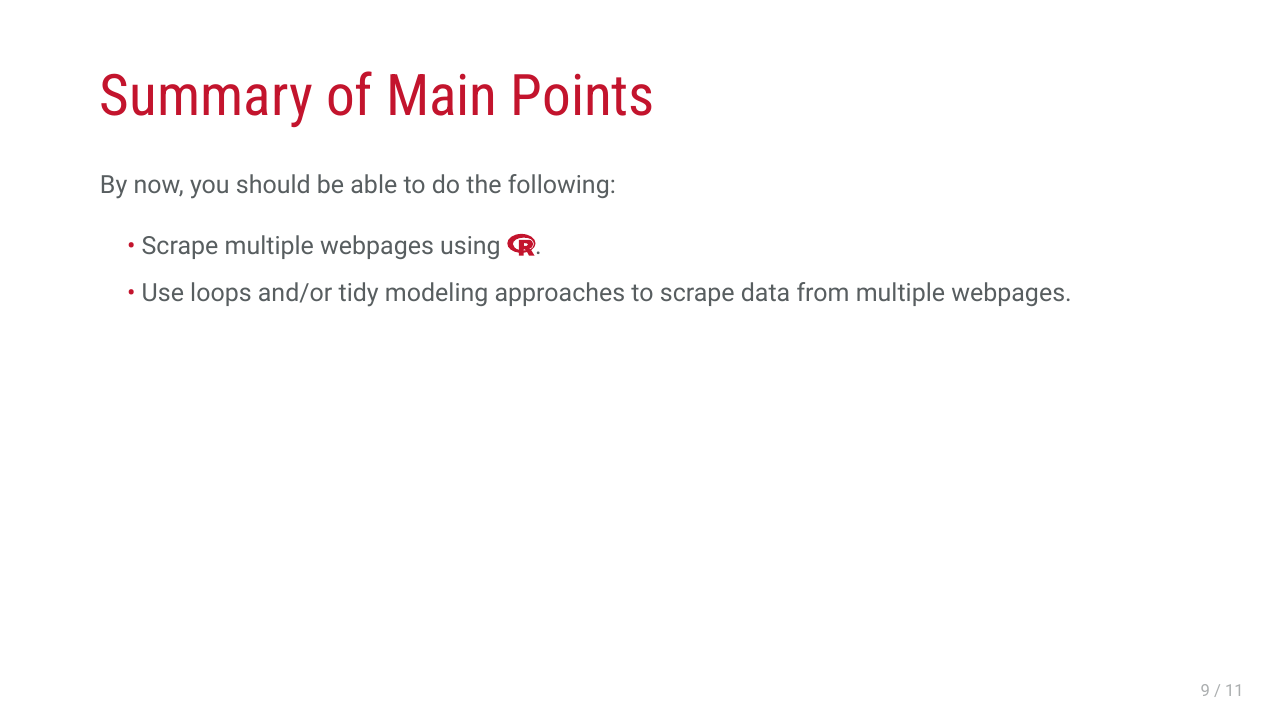 Summary of Main Points
By now, you should be able to do the following:
• Scrape multiple webpages using R.
• Use loops and/or tidy modeling approaches to scrape data from multiple webpages.
9 / 11